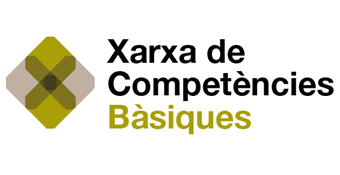 Xarxa de
Competències
Bàsiques